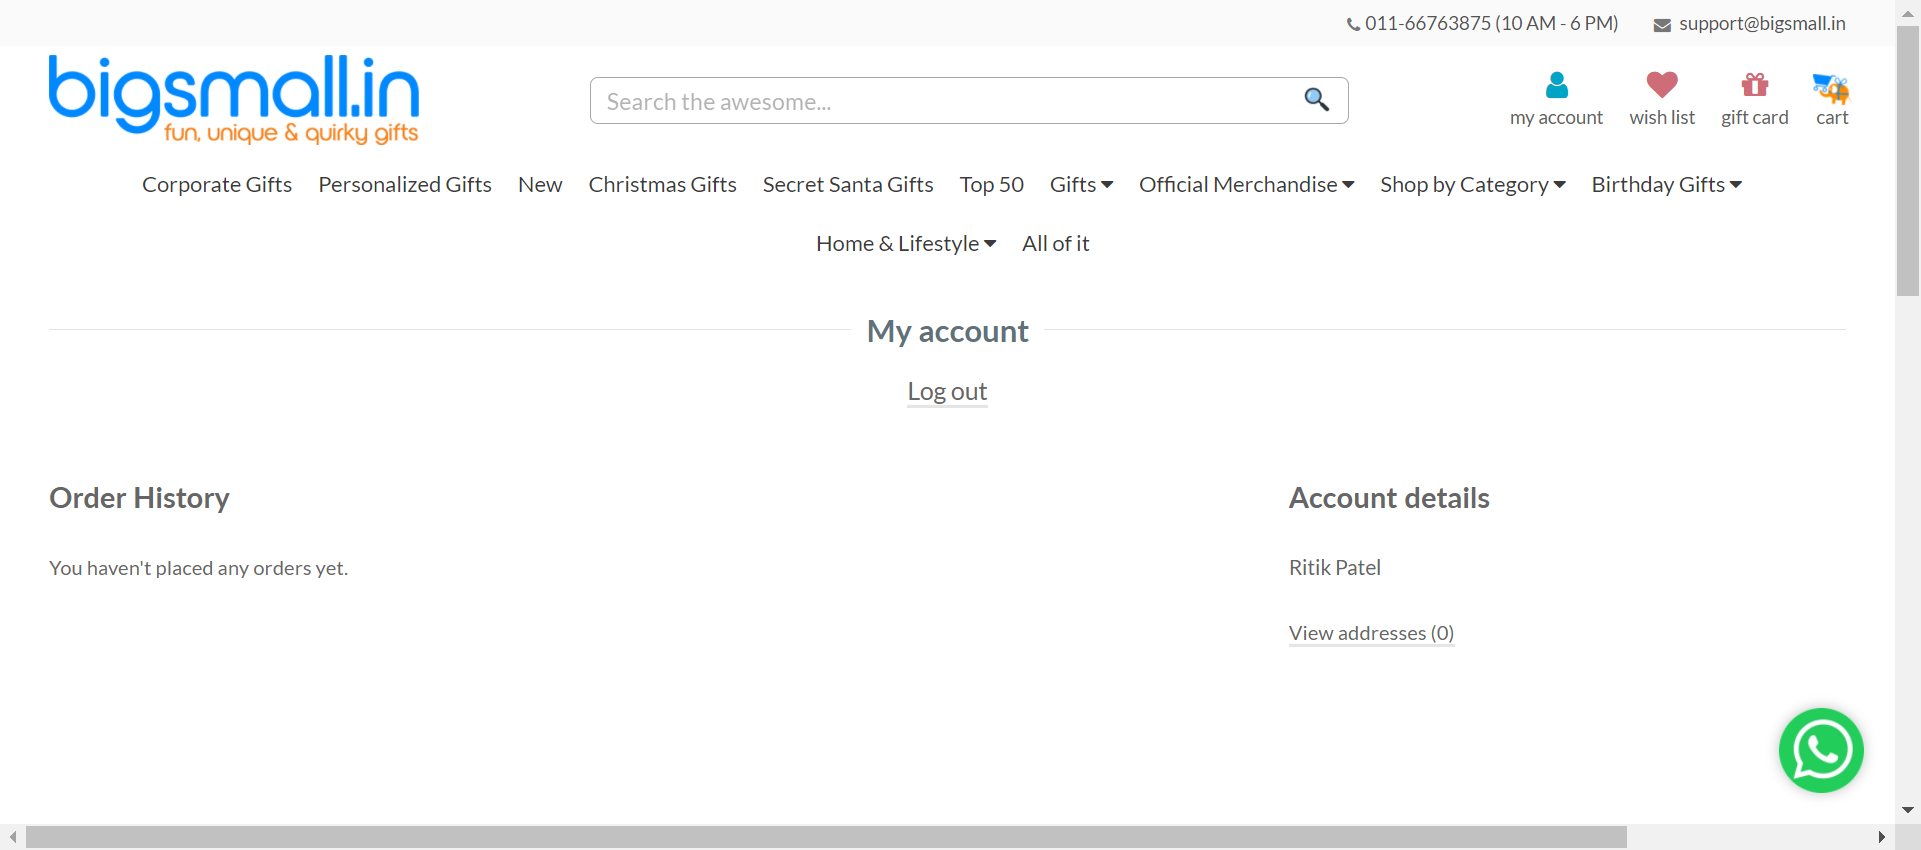 011-66763875 (10 AM - 6 PM) support@bigsmall.in
bigsmall.in
fun, unique & quirky gifts
Search the awesome...
my account wish list gift card cart
Corporate Gifts Personalized Gifts New Christmas Gifts Secret Santa Gifts Top 50 Gifts Official Merchandise Shop by Category Birthday Gifts
Home & Lifestyle All of it
My account
Log out
Order History
You haven't placed any orders yet.
Account details
Ritik Patel
View addresses (0)